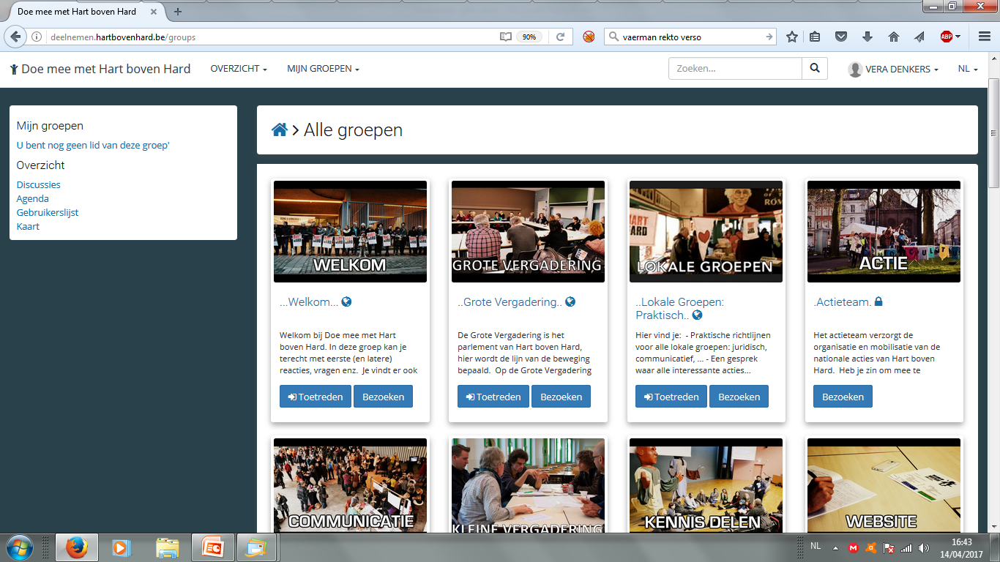 Doe mee met Hart boven Hard
deelnemen.hartbovenhard.be/groups
90%
vaerman rekto verso
ABP
Doe mee met Hart boven Hard
OVERZICHT
MIJN GROEPEN
Zoeken...
VERA DENKERS
NL
Mijn groepen
U bent nog geen lid van deze groep'
Overzicht
Discussies
Agenda
Gebruikerslijst
Kaart
Alle groepen
WELKOM
...Welkom...
Welkom bij Doe mee met Hart
boven Hard. In deze groep kan je
terecht met eerste (en latere)
reacties, vragen enz. Je vindt er ook
Toetreden
Bezoeken
GROTE VERGADERING
..Grote Vergadering..
De Grote Vergadering is het
parlement van Hart boven Hard,
hier wordt de lijn van de beweging
bepaald. Op de Grote Vergadering
Toetreden
Bezoeken
HART
HARD
LOKALE GROEPEN
..Lokale Groepen:
Praktisch..
Hier vind je: - Praktische richtlijnen
voor alle lokale groepen: juridisch,
communicatief, ... - Een gesprek
waar alle interessante acties...
Toetreden
Bezoeken
ACTIE
.Actieteam.
Het actieteam verzorgt de
organisatie en mobilisatie van de
nationale acties van Hart boven
Hard. Heb je zin om mee te
Bezoeken
COMMUNICATIE
KLEINE VERGADERING
KENNIS DELEN
WEBSITE
NL
16:43
14/04/2017